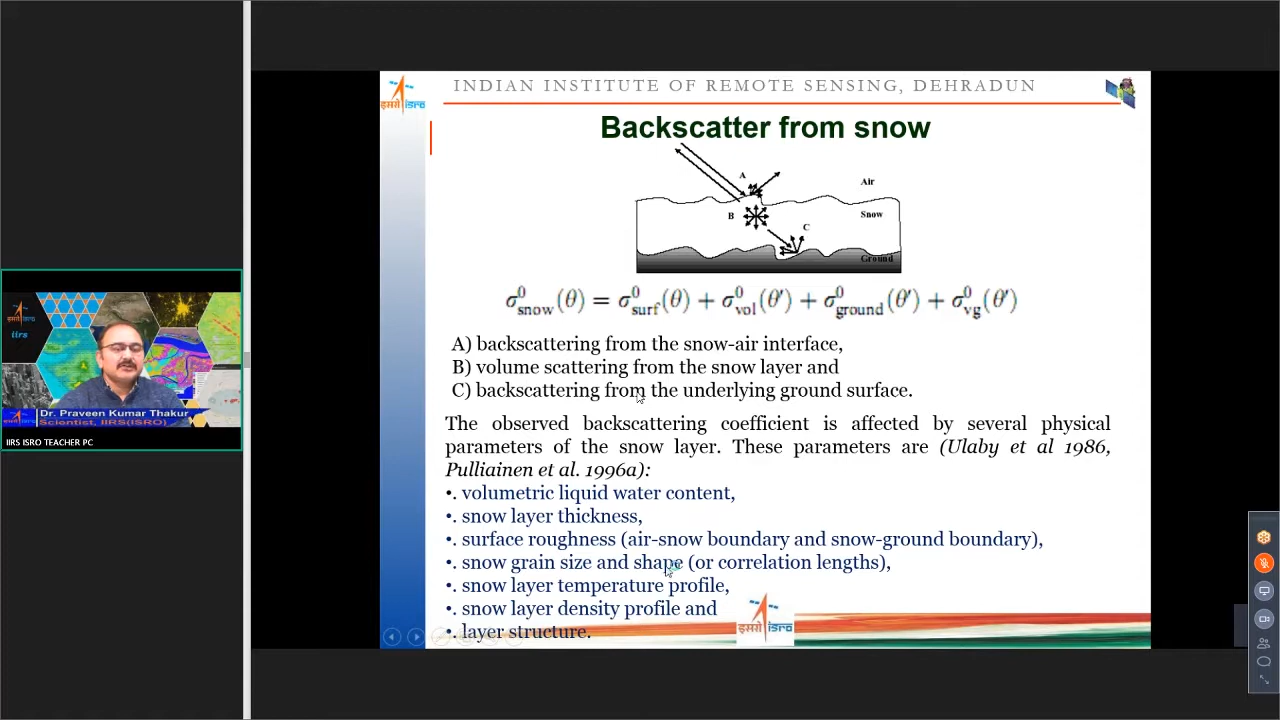 INDIAN INSTITUTE OF REMOTE SENSING, DEHRADUN
इसरो isro
Backscatter from snow
A
Air
B
Snow
C
Ground
σ⁰snow(θ) = σ⁰surf(θ) + σ⁰vol(θ′) + σ⁰ground(θ′) + σ⁰vg(θ′)
A) backscattering from the snow-air interface,
B) volume scattering from the snow layer and
C) backscattering from the underlying ground surface.
The observed backscattering coefficient is affected by several physical
parameters of the snow layer. These parameters are (Ulaby et al 1986,
Pulliainen et al. 1996a):
•. volumetric liquid water content,
•. snow layer thickness,
•. surface roughness (air-snow boundary and snow-ground boundary),
•. snow grain size and shape (or correlation lengths),
•. snow layer temperature profile,
•. snow layer density profile and
•. layer structure.
इसरो isro
iirs
Dr. Praveen Kumar Thakur
Scientist, IIRS(ISRO)
IIRS ISRO TEACHER PC